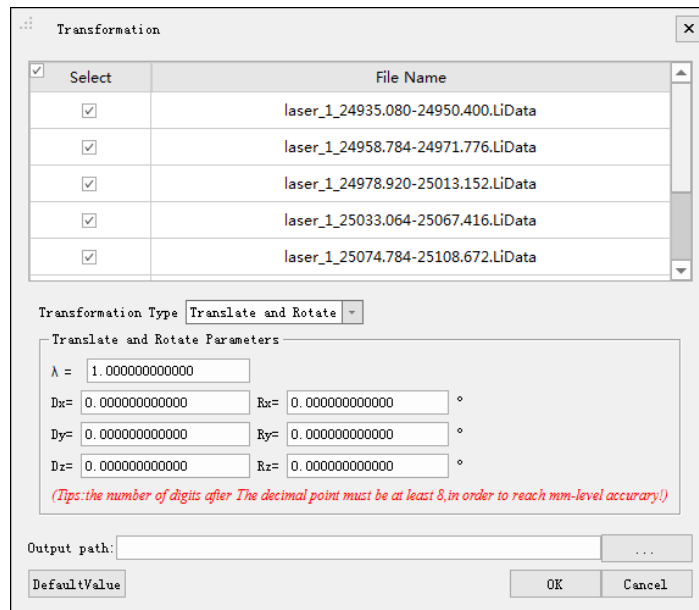 Transformation
Select File Name
laser_1_24935.080-24950.400.LiData
laser_1_24958.784-24971.776.LiData
laser_1_24978.920-25013.152.LiData
laser_1_25033.064-25067.416.LiData
laser_1_25074.784-25108.672.LiData
Transformation Type Translate and Rotate
Translate and Rotate Parameters
λ = 1.000000000000
Dx= 0.000000000000 Rx= 0.000000000000 °
Dy= 0.000000000000 Ry= 0.000000000000 °
Dz= 0.000000000000 Rz= 0.000000000000 °
(Tips:the number of digits after The decimal point must be at least 8,in order to reach mm-level accurary!)
Output path: ...
DefaultValue OK Cancel